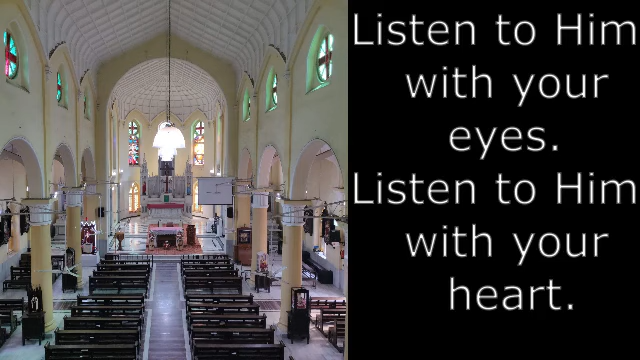 Listen to Him
with your
eyes.
Listen to Him
with your
heart.